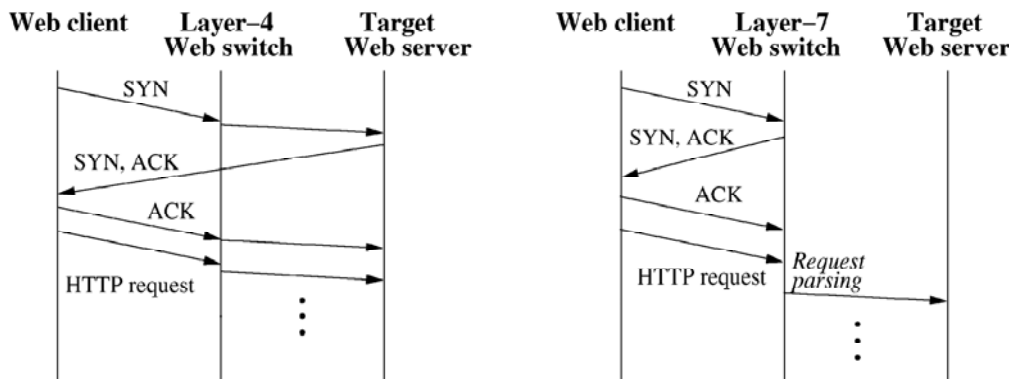 Web client
Layer–4
Web switch
Target
Web server
SYN
SYN, ACK
ACK
HTTP request
Web client
Layer–7
Web switch
Target
Web server
SYN
SYN, ACK
ACK
HTTP request
Request
parsing